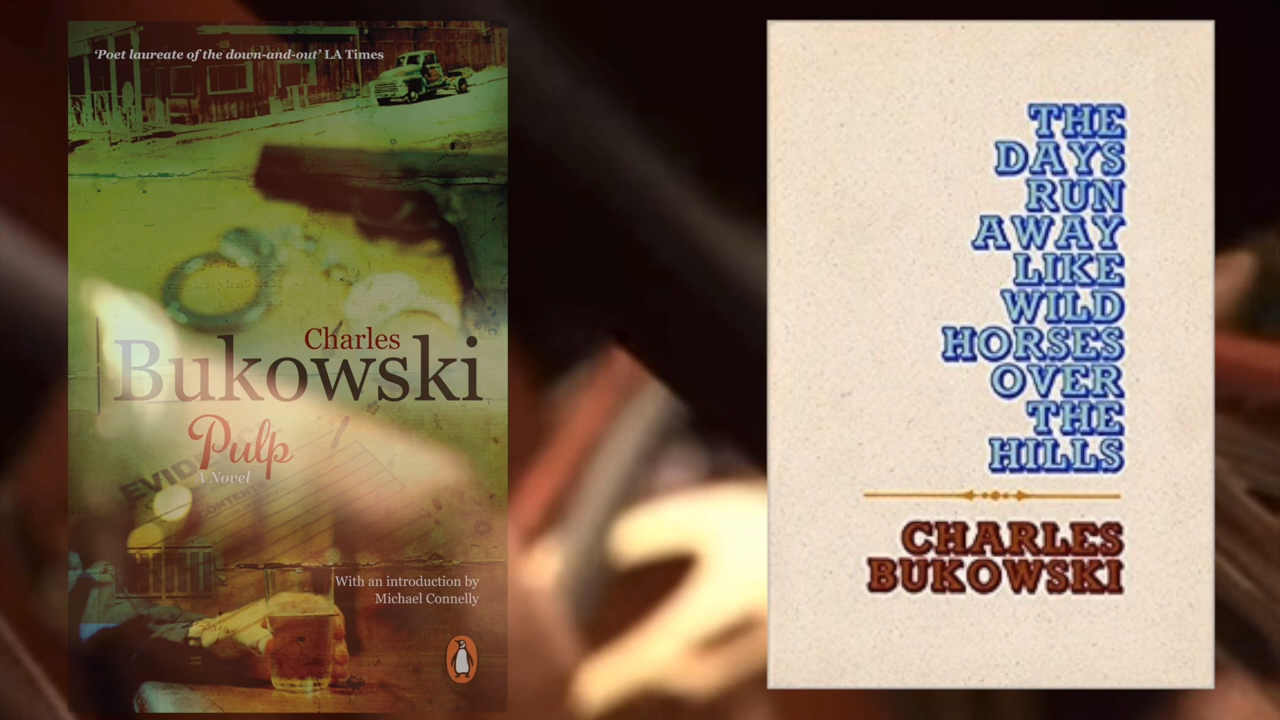 'Poet laureate of the down-and-out' LA Times
Charles
Bukowski
Pulp
A Novel
With an introduction by
Michael Connelly
THE
DAYS
RUN
AWAY
LIKE
WILD
HORSES
OVER
THE
HILLS
CHARLES
BUKOWSKI